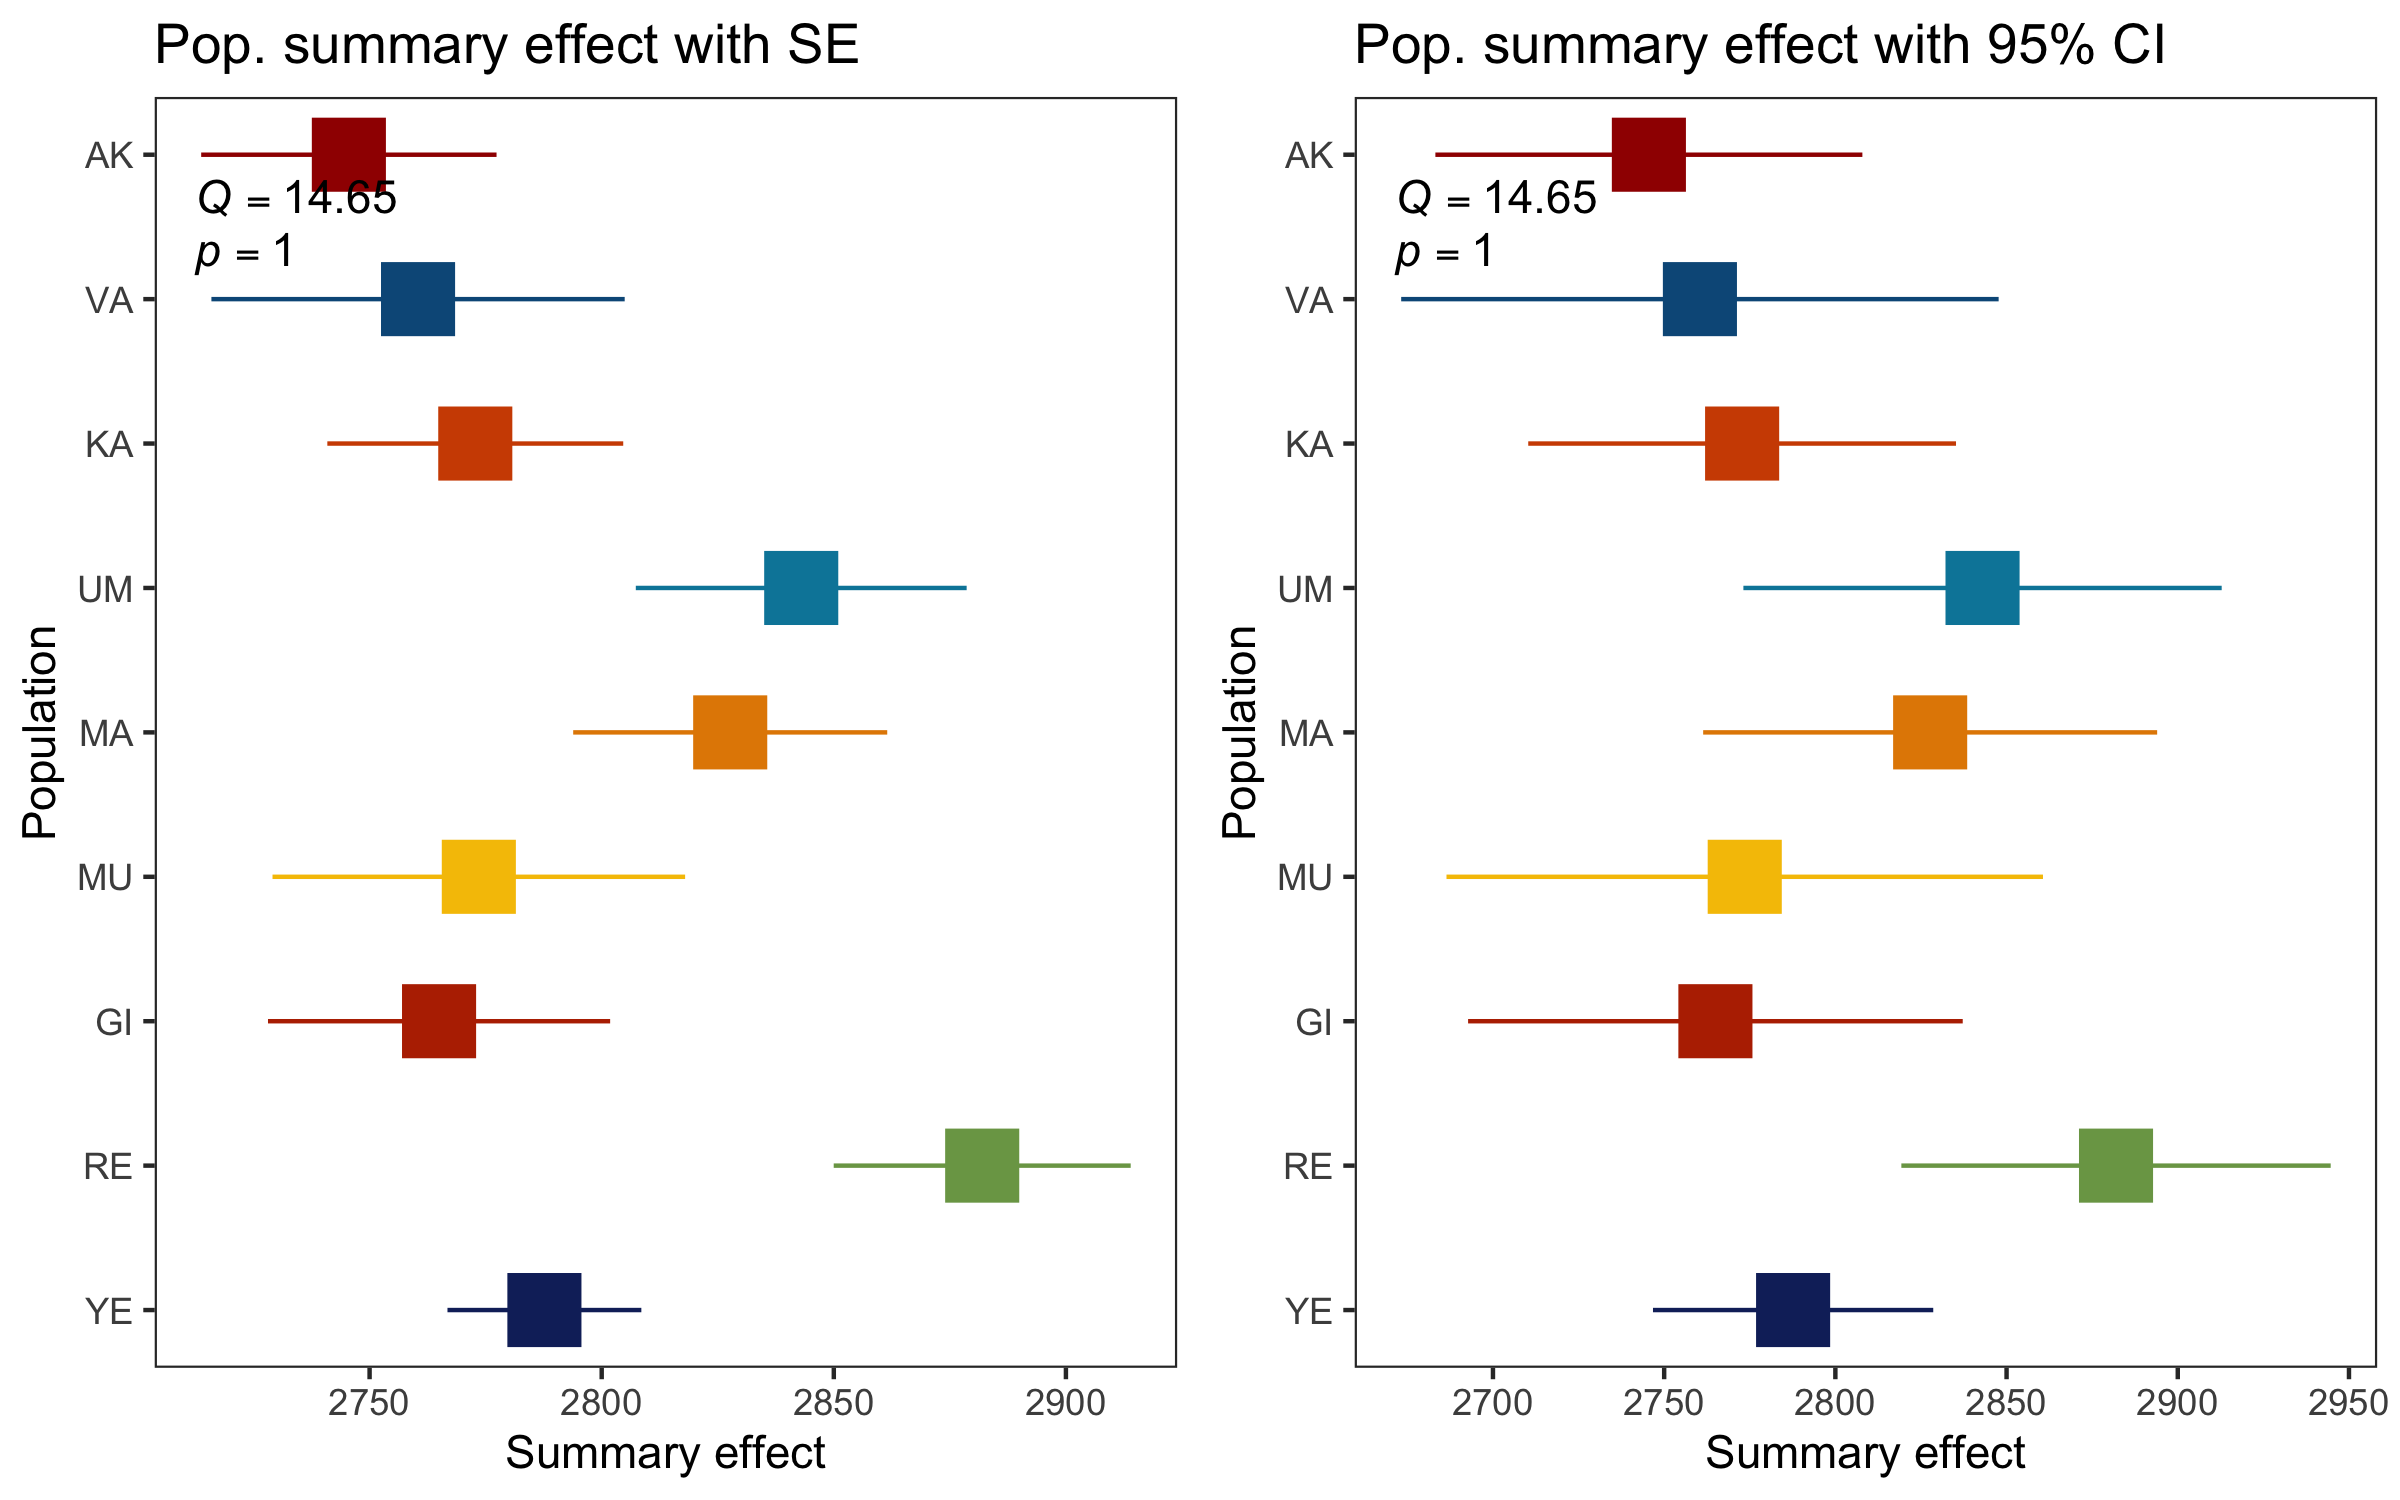 Pop. summary effect with SE
AK
Q = 14.65
p = 1
VA
KA
UM
MA
MU
GI
RE
YE
Population
2750 2800 2850 2900
Summary effect
Pop. summary effect with 95% CI
AK
Q = 14.65
p = 1
VA
KA
UM
MA
MU
GI
RE
YE
Population
2700 2750 2800 2850 2900 2950
Summary effect